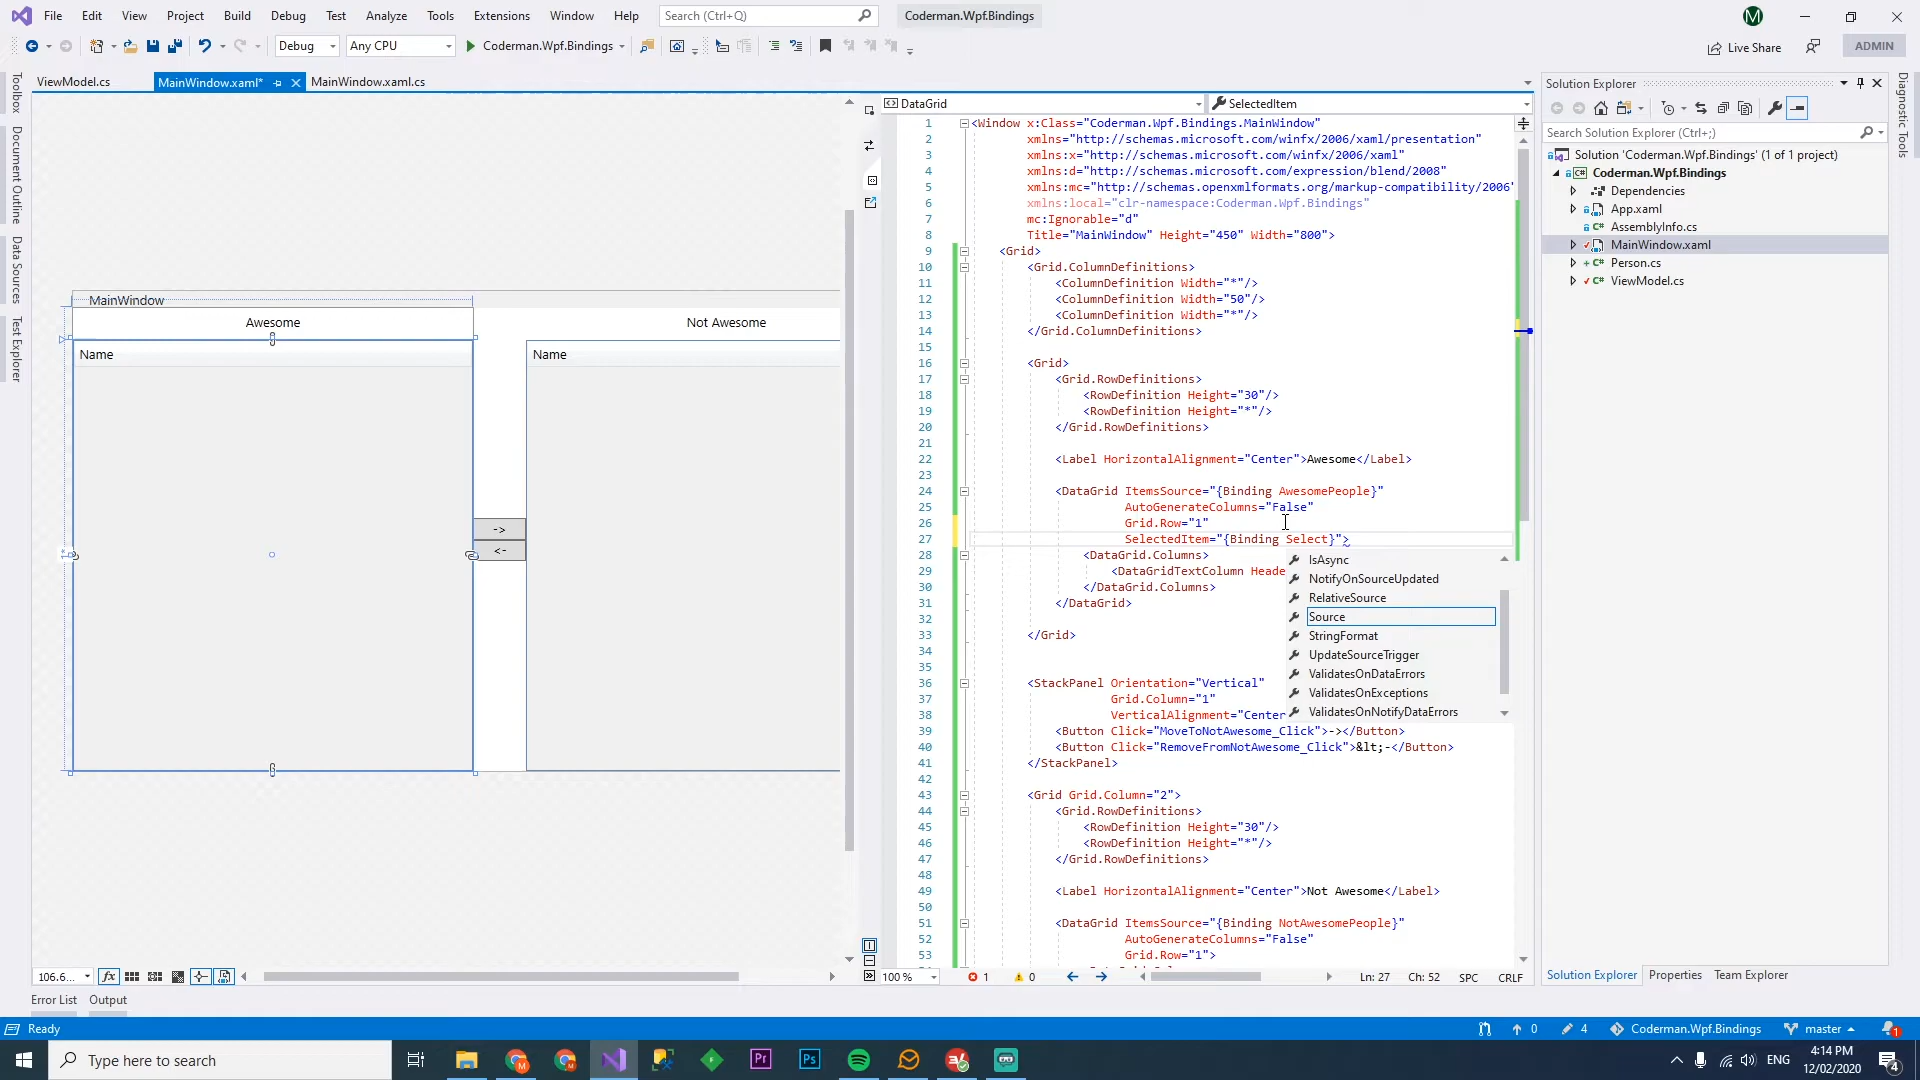 File Edit View Project Build Debug Test Analyze Tools Extensions Window Help Search (Ctrl+Q) Coderman.Wpf.Bindings M
Debug Any CPU Coderman.Wpf.Bindings Live Share ADMIN
Toolbox
Document Outline
Data Sources
Test Explorer
ViewModel.cs MainWindow.xaml* MainWindow.xaml.cs
MainWindow
Awesome Not Awesome
Name Name
->
<-
106.6...
DataGrid SelectedItem
1 <Window x:Class="Coderman.Wpf.Bindings.MainWindow"
2 xmlns="http://schemas.microsoft.com/winfx/2006/xaml/presentation"
3 xmlns:x="http://schemas.microsoft.com/winfx/2006/xaml"
4 xmlns:d="http://schemas.microsoft.com/expression/blend/2008"
5 xmlns:mc="http://schemas.openxmlformats.org/markup-compatibility/2006"
6 xmlns:local="clr-namespace:Coderman.Wpf.Bindings"
7 mc:Ignorable="d"
8 Title="MainWindow" Height="450" Width="800">
9 <Grid>
10 <Grid.ColumnDefinitions>
11 <ColumnDefinition Width="*"/>
12 <ColumnDefinition Width="50"/>
13 <ColumnDefinition Width="*"/>
14 </Grid.ColumnDefinitions>
15
16 <Grid>
17 <Grid.RowDefinitions>
18 <RowDefinition Height="30"/>
19 <RowDefinition Height="*"/>
20 </Grid.RowDefinitions>
21
22 <Label HorizontalAlignment="Center">Awesome</Label>
23
24 <DataGrid ItemsSource="{Binding AwesomePeople}"
25 AutoGenerateColumns="False"
26 Grid.Row="1"
27 SelectedItem="{Binding Select}">
28 <DataGrid.Columns>
29 <DataGridTextColumn Heade
30 </DataGrid.Columns>
31 </DataGrid>
32
33 </Grid>
34
35
36 <StackPanel Orientation="Vertical"
37 Grid.Column="1"
38 VerticalAlignment="Center
39 <Button Click="MoveToNotAwesome_Click">-></Button>
40 <Button Click="RemoveFromNotAwesome_Click">&lt;-</Button>
41 </StackPanel>
42
43 <Grid Grid.Column="2">
44 <Grid.RowDefinitions>
45 <RowDefinition Height="30"/>
46 <RowDefinition Height="*"/>
47 </Grid.RowDefinitions>
48
49 <Label HorizontalAlignment="Center">Not Awesome</Label>
50
51 <DataGrid ItemsSource="{Binding NotAwesomePeople}"
52 AutoGenerateColumns="False"
53 Grid.Row="1">
IsAsync
NotifyOnSourceUpdated
RelativeSource
Source
StringFormat
UpdateSourceTrigger
ValidatesOnDataErrors
ValidatesOnExceptions
ValidatesOnNotifyDataErrors
100 % 1 0 Ln: 27 Ch: 52 SPC CRLF
Solution Explorer
Search Solution Explorer (Ctrl+;)
Solution 'Coderman.Wpf.Bindings' (1 of 1 project)
Coderman.Wpf.Bindings
Dependencies
App.xaml
AssemblyInfo.cs
MainWindow.xaml
Person.cs
ViewModel.cs
Solution Explorer Properties Team Explorer
Diagnostic Tools
Error List Output
Ready 0 4 Coderman.Wpf.Bindings master 1
Type here to search Pr Ps ENG 4:14 PM
12/02/2020 4